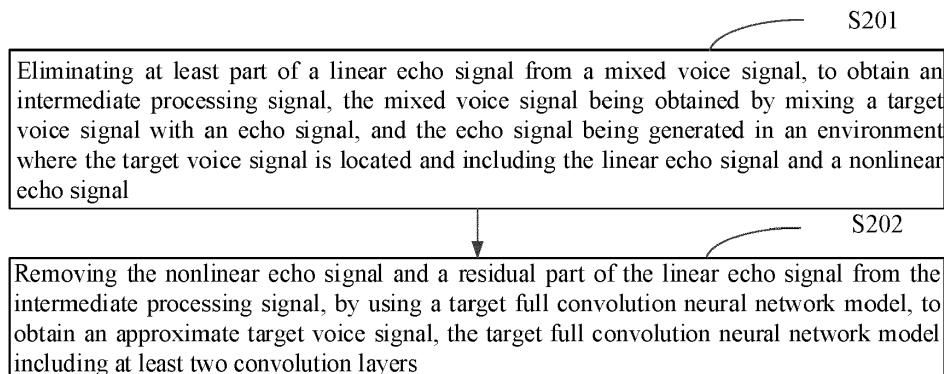 S201
Eliminating at least part of a linear echo signal from a mixed voice signal, to obtain an
intermediate processing signal, the mixed voice signal being obtained by mixing a target
voice signal with an echo signal, and the echo signal being generated in an environment
where the target voice signal is located and including the linear echo signal and a nonlinear
echo signal
S202
Removing the nonlinear echo signal and a residual part of the linear echo signal from the
intermediate processing signal, by using a target full convolution neural network model, to
obtain an approximate target voice signal, the target full convolution neural network model
including at least two convolution layers